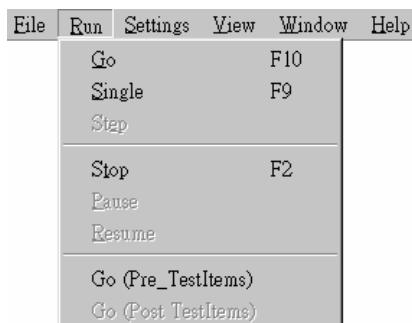 File Run Settings View Window Help
Go F10
Single F9
Step
Stop F2
Pause
Resume
Go (Pre_TestItems)
Go (Post TestItems)